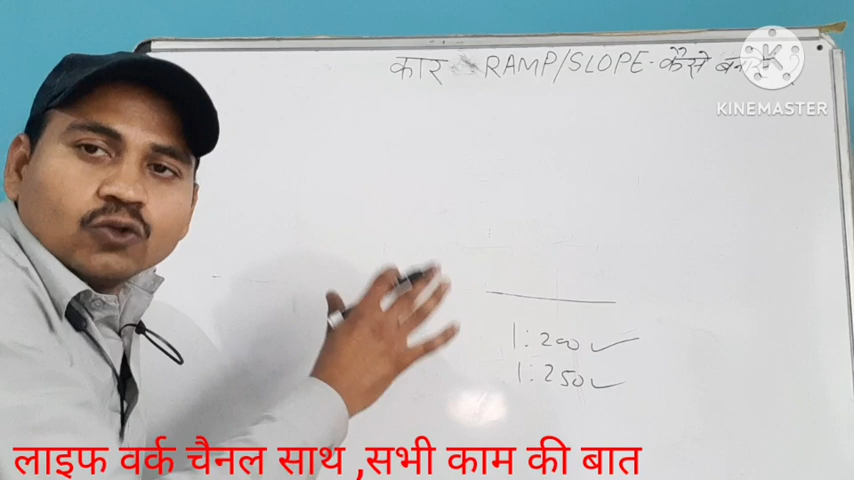 कार RAMP/SLOPE. कैसे
KINEMASTER
1:200
1:250
लाइफ वर्क चैनल साथ ,सभी काम की बात